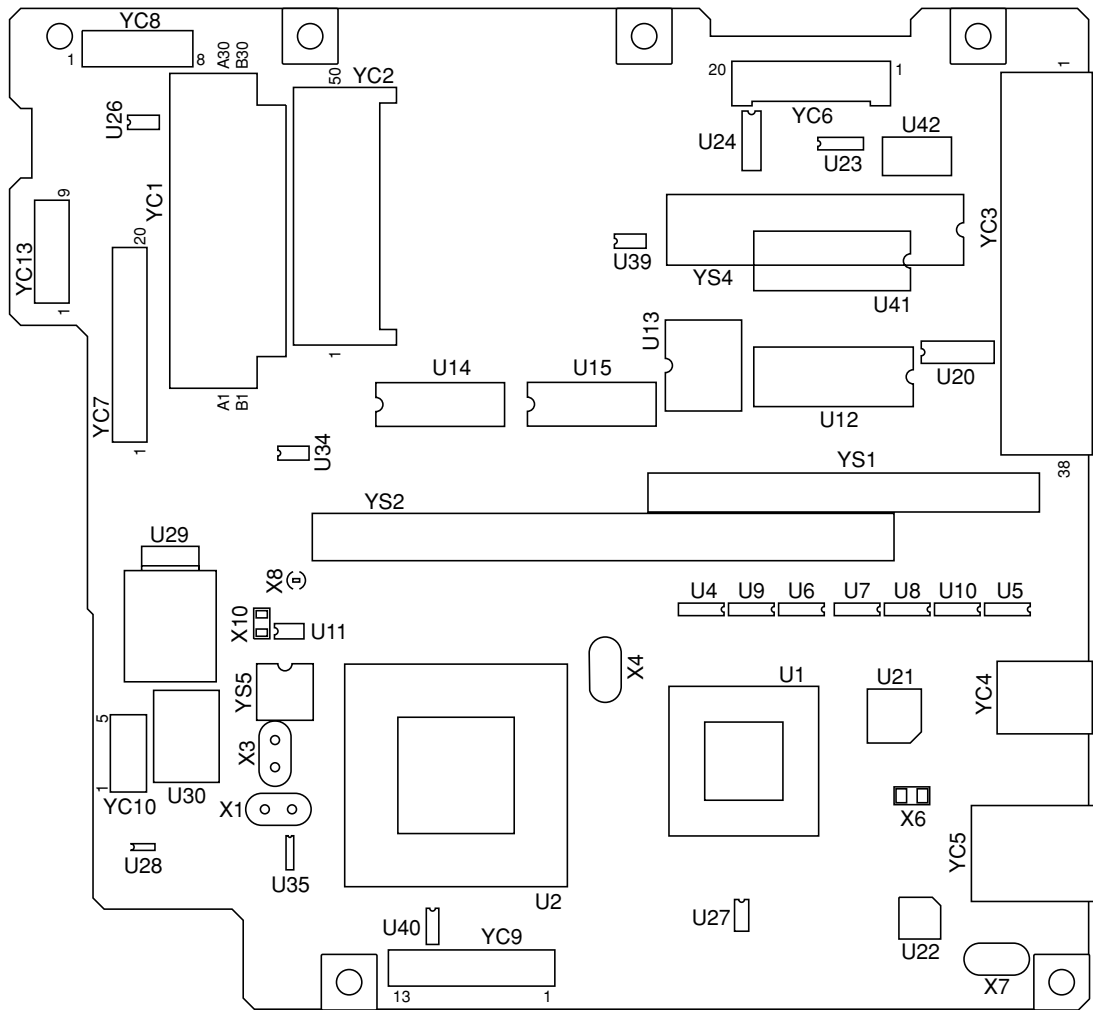 YC8
1
8
A30
B30
50
YC2
20
1
YC6
1
U26
U24
U23
U42
YC1
YC3
9
YC13
1
20
U39
YS4
U41
U13
1
U14
U15
U20
A1
B1
YC7
1
U12
U34
38
YS1
YS2
U29
X8
U4
U9
U6
U7
U8
U10
U5
X10
U11
X4
U1
U21
YC4
YS5
5
X3
1
YC10
U30
X1
X6
YC5
U28
U35
U2
U40
YC9
U27
U22
13
1
X7